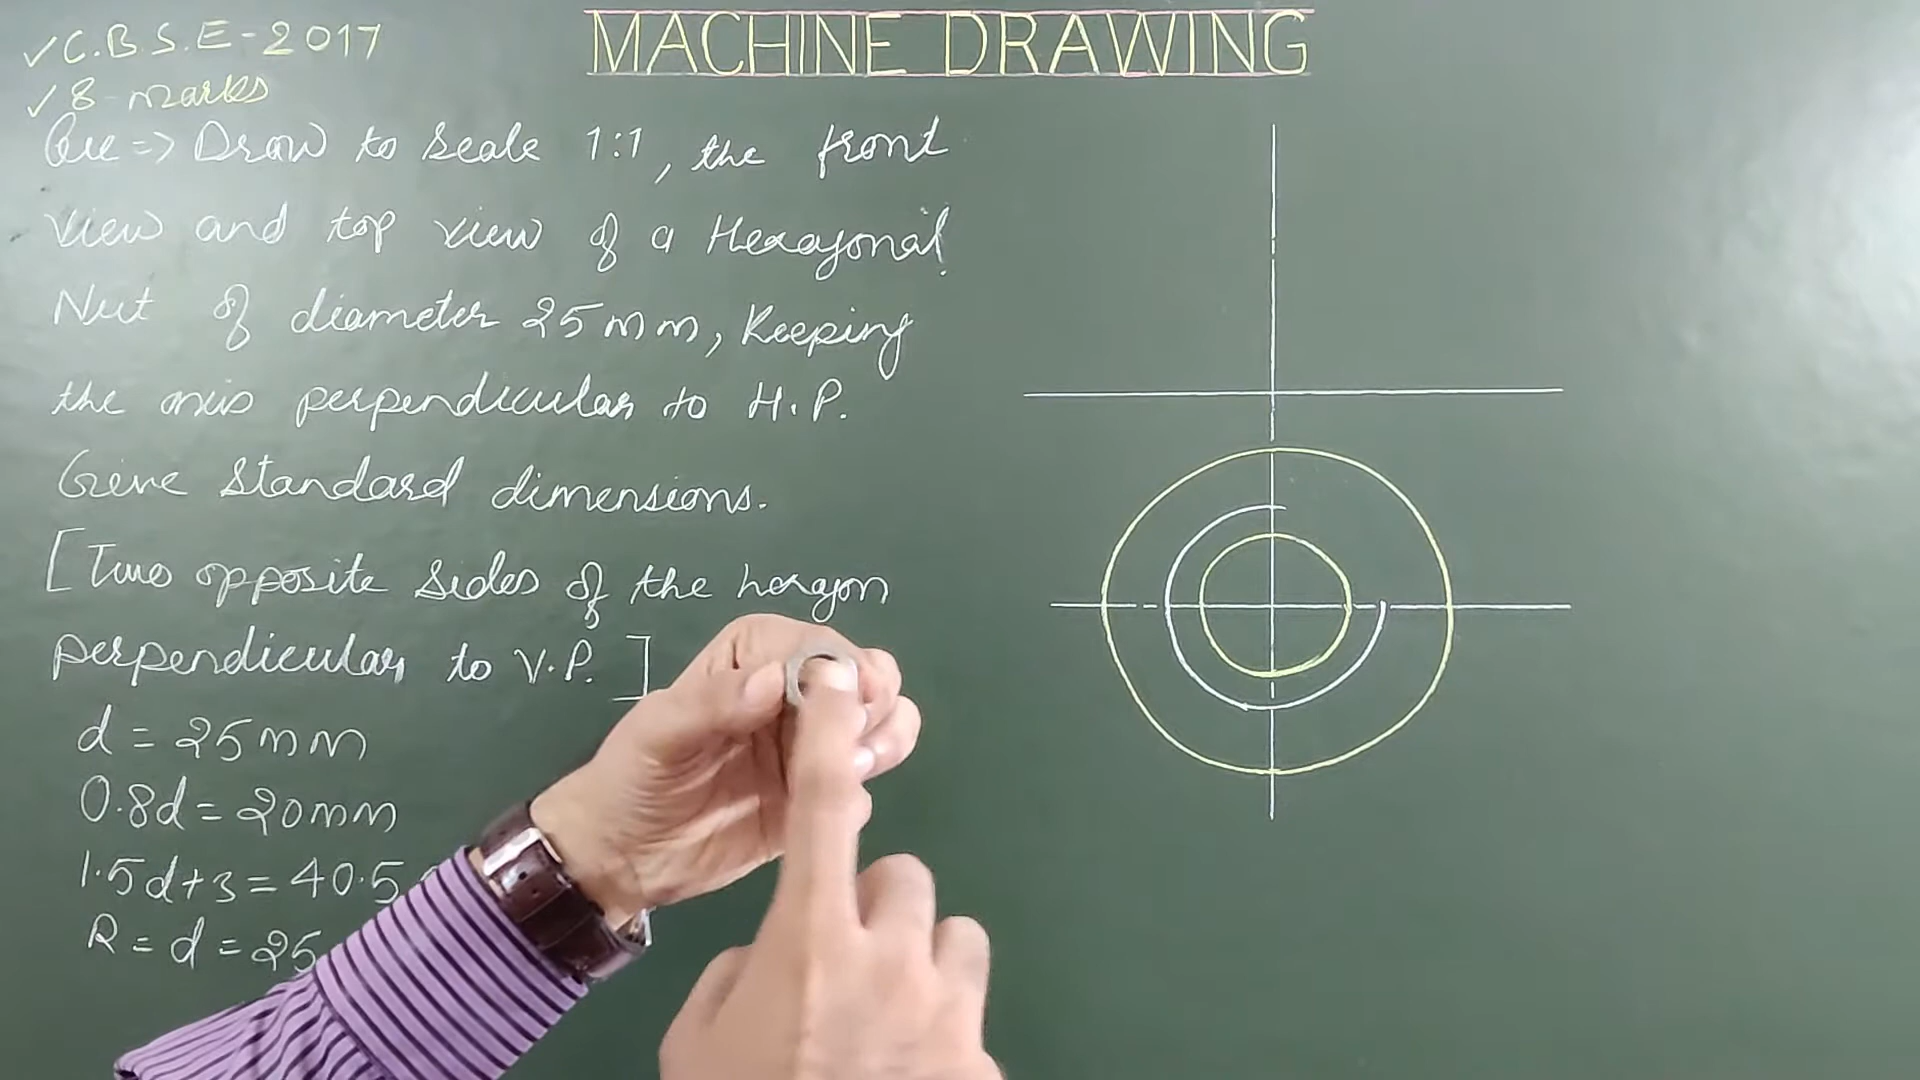 MACHINE DRAWING
✓ C.B.S.E-2017
✓ 8-marks
Que => Draw to Scale 1:1, the front
view and top view of a Hexagonal
Nut of diameter 25mm, Keeping
the axis perpendicular to H.P.
Give Standard dimensions.
[Two opposite sides of the hexagon
perpendicular to V.P.]
d = 25mm
0.8d = 20mm
1.5d+3 = 40.5
R = d = 25